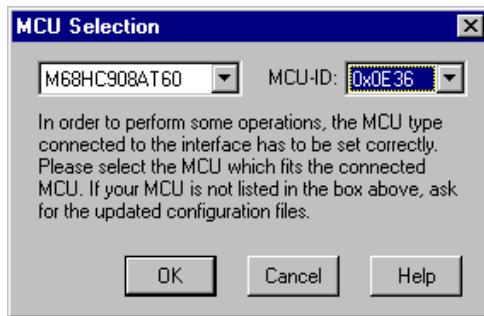 MCU Selection
M68HC908AT60 MCU-ID: 0x0E36
In order to perform some operations, the MCU type
connected to the interface has to be set correctly.
Please select the MCU which fits the connected
MCU. If your MCU is not listed in the box above, ask
for the updated configuration files.
OK Cancel Help